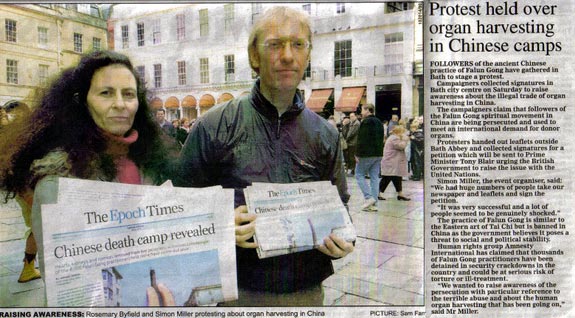 Protest held over
organ harvesting
in Chinese camps
FOLLOWERS of the ancient Chinese
practice of Falun Gong have gathered in
Bath to stage a protest.
Campaigners collected signatures in
Bath city centre on Saturday to raise
awareness about the illegal trade of organ
harvesting in China.
The campaigners claim that followers of
the Falun Gong spiritual movement in
China are being persecuted and used to
meet an international demand for donor
organs.
Protesters handed out leaflets outside
Bath Abbey and collected signatures for a
petition which will be sent to Prime
Minister Tony Blair urging the British
Government to raise the issue with the
United Nations.
Simon Miller, the event organiser, said:
"We had huge numbers of people take our
newspaper and leaflets and sign the
petition.
"It was very successful and a lot of
people seemed to be genuinely shocked."
The practice of Falun Gong is similar to
the Eastern art of Tai Chi but is banned in
China as the government believes it poses a
threat to social and political stability.
Human rights group Amnesty
International has claimed that thousands
of Falun Gong practitioners have been
detained in security crackdowns in the
country and could be at serious risk of
torture or ill-treatment.
"We wanted to raise awareness of the
persecution with particular reference to
the terrible abuse and about the human
organ harvesting that has been going on,"
said Mr Miller.
The Epoch Times
Chinese death camp revealed
The Epoch Times
Chinese death camp revealed
RAISING AWARENESS: Rosemary Byfield and Simon Miller protesting about organ harvesting in China
PICTURE: Sam Farr